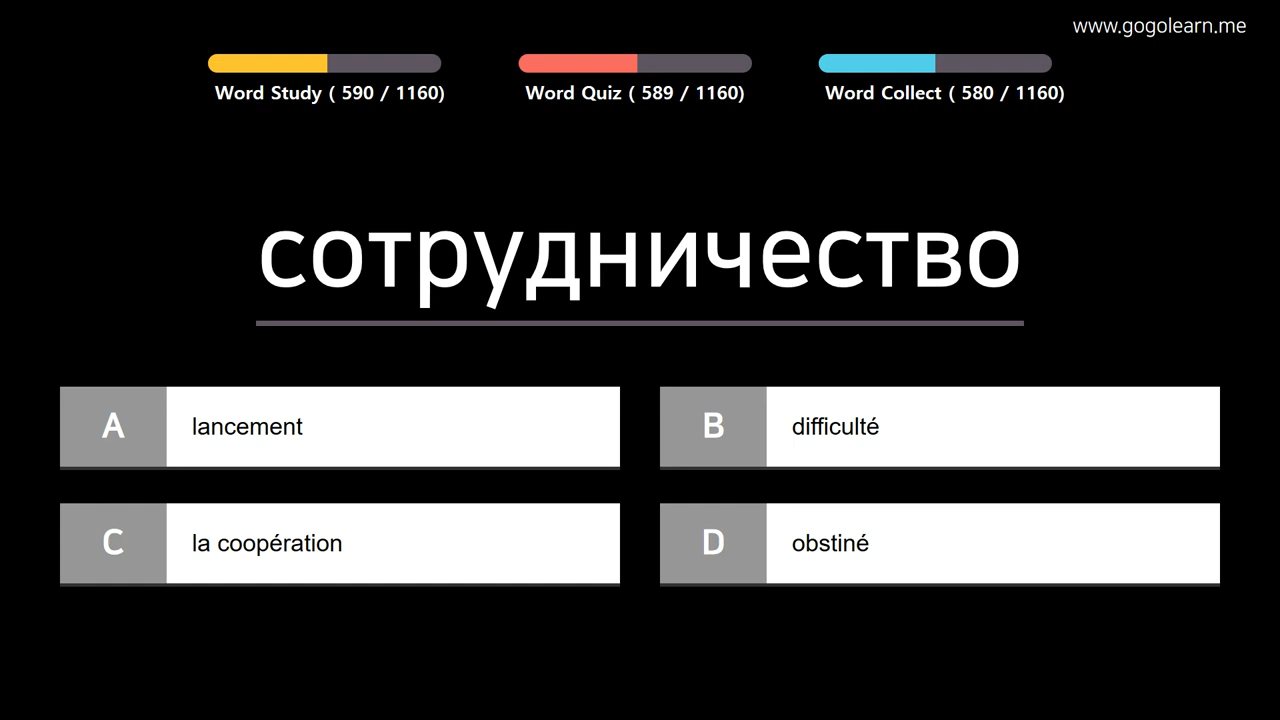 www.gogolearn.me
Word Study ( 590 / 1160)
Word Quiz ( 589 / 1160)
Word Collect ( 580 / 1160)
сотрудничество
A lancement
B difficulté
C la coopération
D obstiné